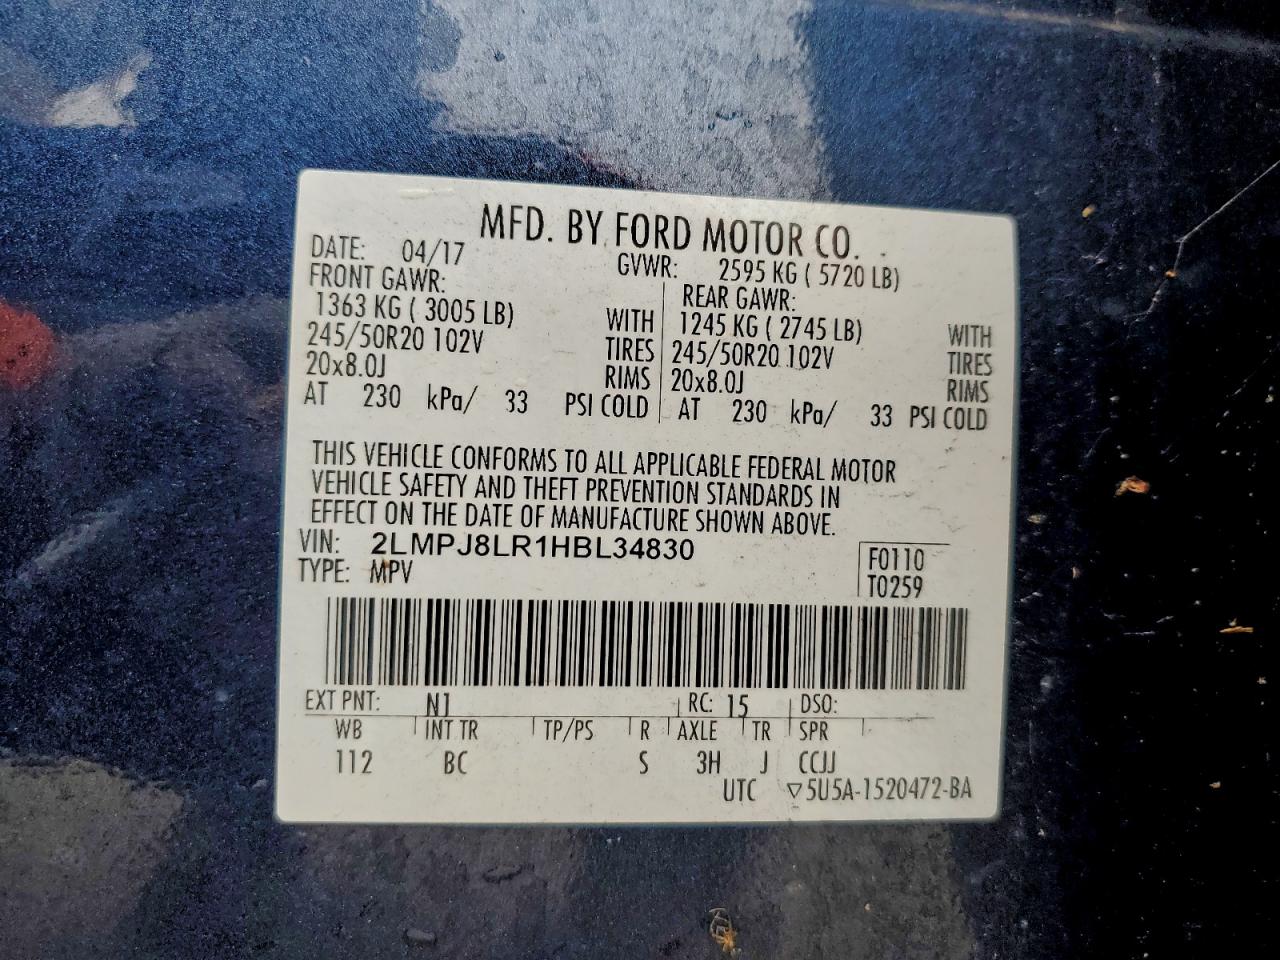 MFD. BY FORD MOTOR CO.
DATE: 04/17 GVWR: 2595 KG ( 5720 LB)
FRONT GAWR: REAR GAWR:
1363 KG ( 3005 LB) WITH 1245 KG ( 2745 LB) WITH
245/50R20 102V TIRES 245/50R20 102V TIRES
20x8.0J RIMS 20x8.0J RIMS
AT 230 kPa/ 33 PSI COLD AT 230 kPa/ 33 PSI COLD
THIS VEHICLE CONFORMS TO ALL APPLICABLE FEDERAL MOTOR
VEHICLE SAFETY AND THEFT PREVENTION STANDARDS IN
EFFECT ON THE DATE OF MANUFACTURE SHOWN ABOVE.
VIN: 2LMPJ8LR1HBL34830 F0110
TYPE: MPV T0259
EXT PNT: N1 RC: 15 DSO:
WB INT TR TP/PS R AXLE TR SPR
112 BC S 3H J CCJJ
UTC ▽5U5A-1520472-BA